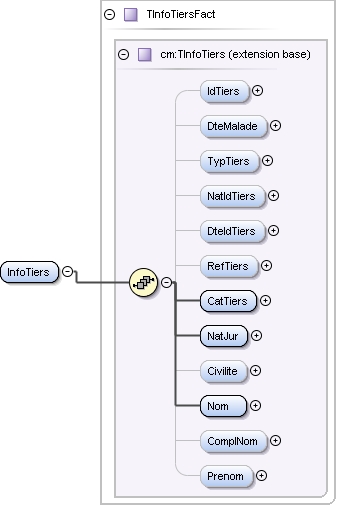 TInfoTiersFact
cm:TInfoTiers (extension base)
IdTiers
DteMalade
TypTiers
NatIdTiers
DteIdTiers
RefTiers
InfoTiers
CatTiers
NatJur
Civilite
Nom
ComplNom
Prenom